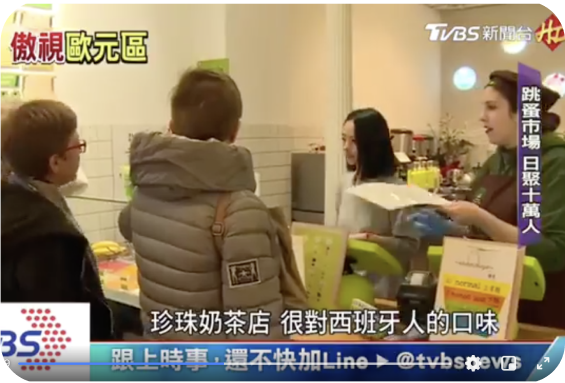 傲視歐元區
TVBS新聞台
跳蚤市場 日聚十萬人
珍珠奶茶店 很對西班牙人的口味
BS
跟上時事，還不快加Line ▶ @tvbsnews